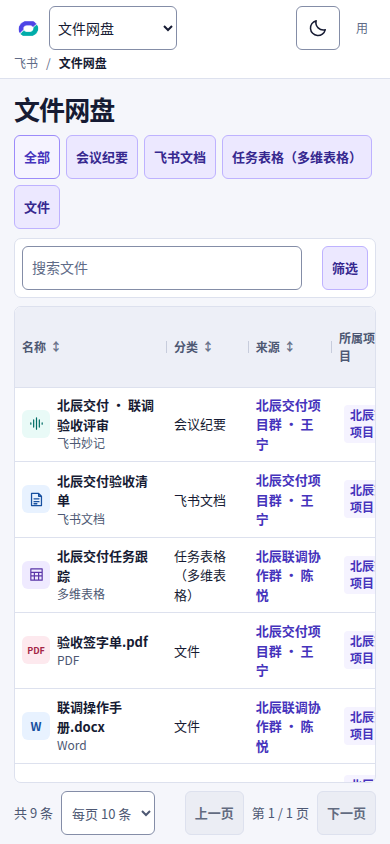 文件网盘
用
飞书 / 文件网盘
文件网盘
全部 会议纪要 飞书文档 任务表格（多维表格）
文件
搜索文件 筛选
名称 ↕ 分类 ↕ 来源 ↕ 所属项
目
北辰交付 · 联调
验收评审
飞书妙记
会议纪要
北辰交付项
目群 · 王
宁
北辰
项目
北辰交付验收清
单
飞书文档
飞书文档
北辰交付项
目群 · 王
宁
北辰
项目
北辰交付任务跟
踪
多维表格
任务表格
（多维表
格）
北辰联调协
作群 · 陈
悦
北辰
项目
PDF
验收签字单.pdf
PDF
文件
北辰交付项
目群 · 王
宁
北辰
项目
W
联调操作手
册.docx
Word
文件
北辰联调协
作群 · 陈
悦
北辰
项目
共 9 条 每页 10 条 上一页 第 1 / 1 页 下一页